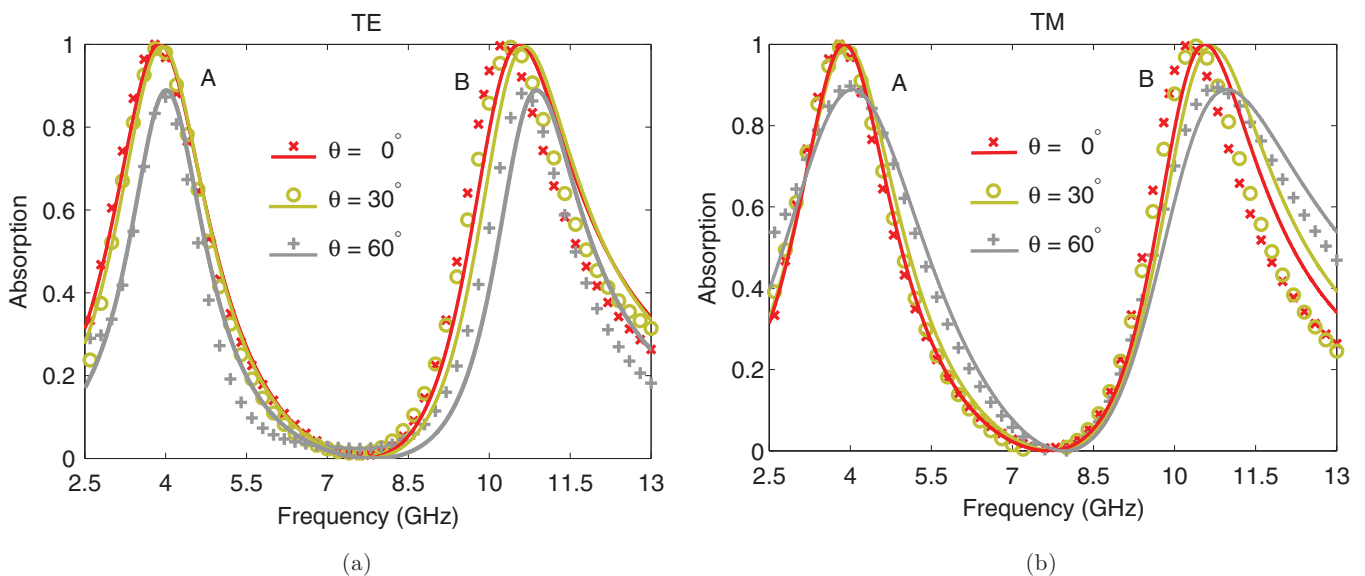 TE
1
0.8
0.6
0.4
0.2
0
Absorption
A
B
θ = 0°
θ = 30°
θ = 60°
2.5 4 5.5 7 8.5 10 11.5 13
Frequency (GHz)
(a)
TM
1
0.8
0.6
0.4
0.2
0
Absorption
A
B
θ = 0°
θ = 30°
θ = 60°
2.5 4 5.5 7 8.5 10 11.5 13
Frequency (GHz)
(b)